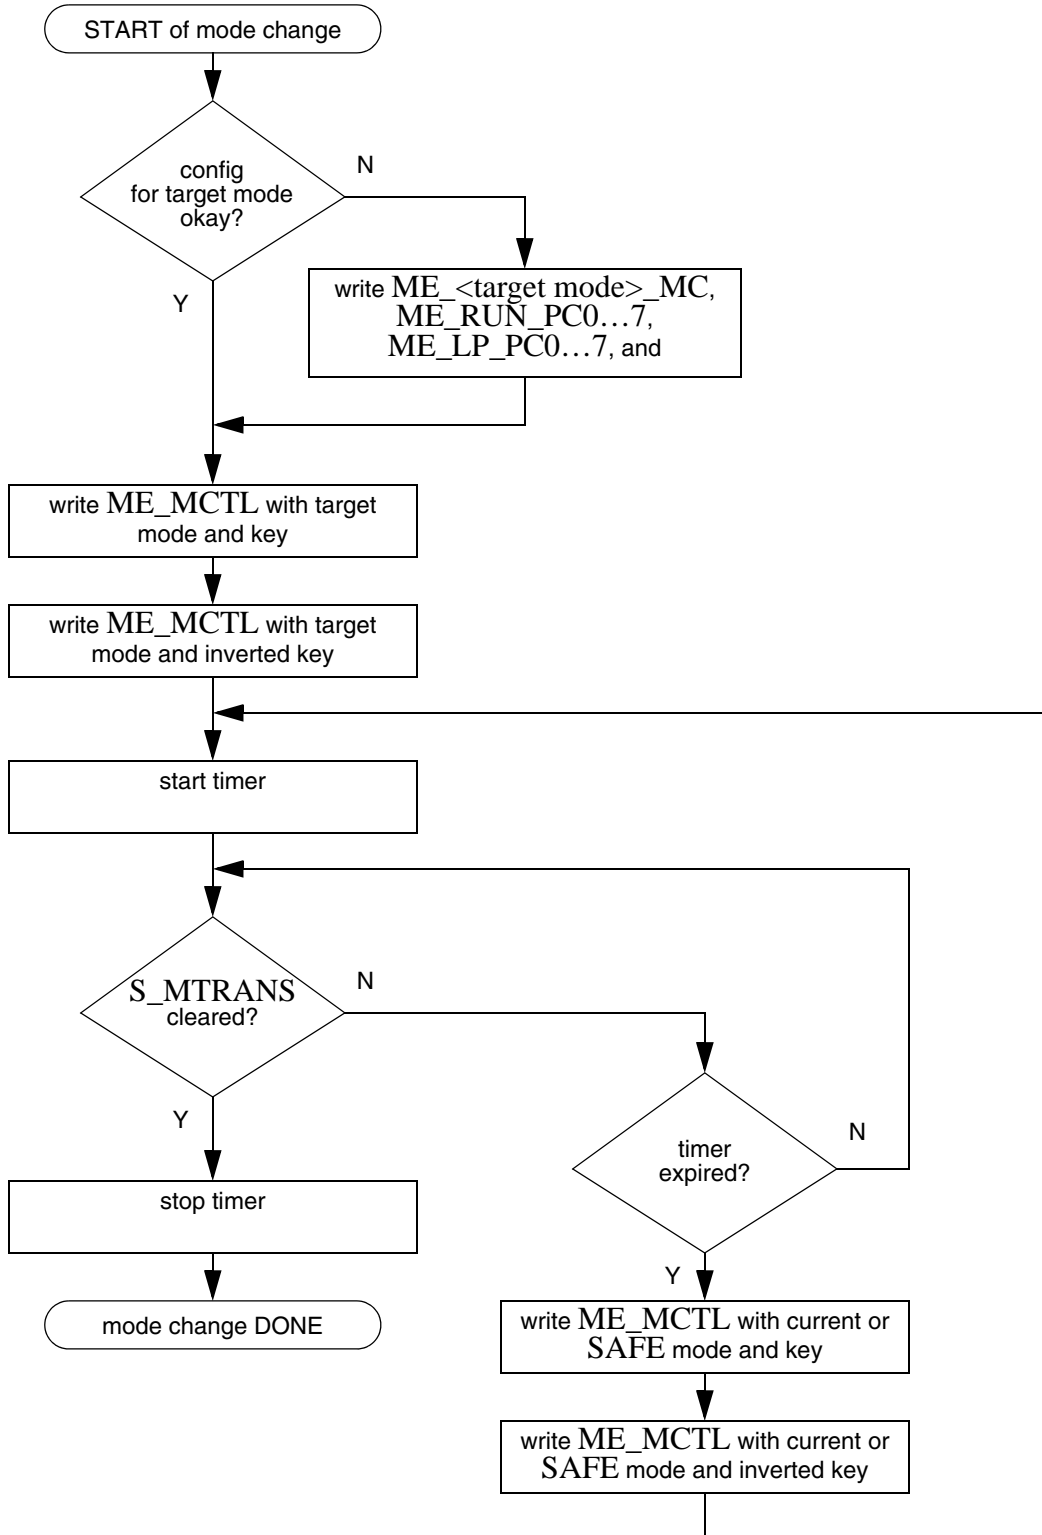 START of mode change
config
for target mode
okay?
N
Y
write ME_<target mode>_MC,
ME_RUN_PC0…7,
ME_LP_PC0…7, and
write ME_MCTL with target
mode and key
write ME_MCTL with target
mode and inverted key
start timer
S_MTRANS
cleared?
N
Y
timer
expired?
N
Y
stop timer
mode change DONE
write ME_MCTL with current or
SAFE mode and key
write ME_MCTL with current or
SAFE mode and inverted key